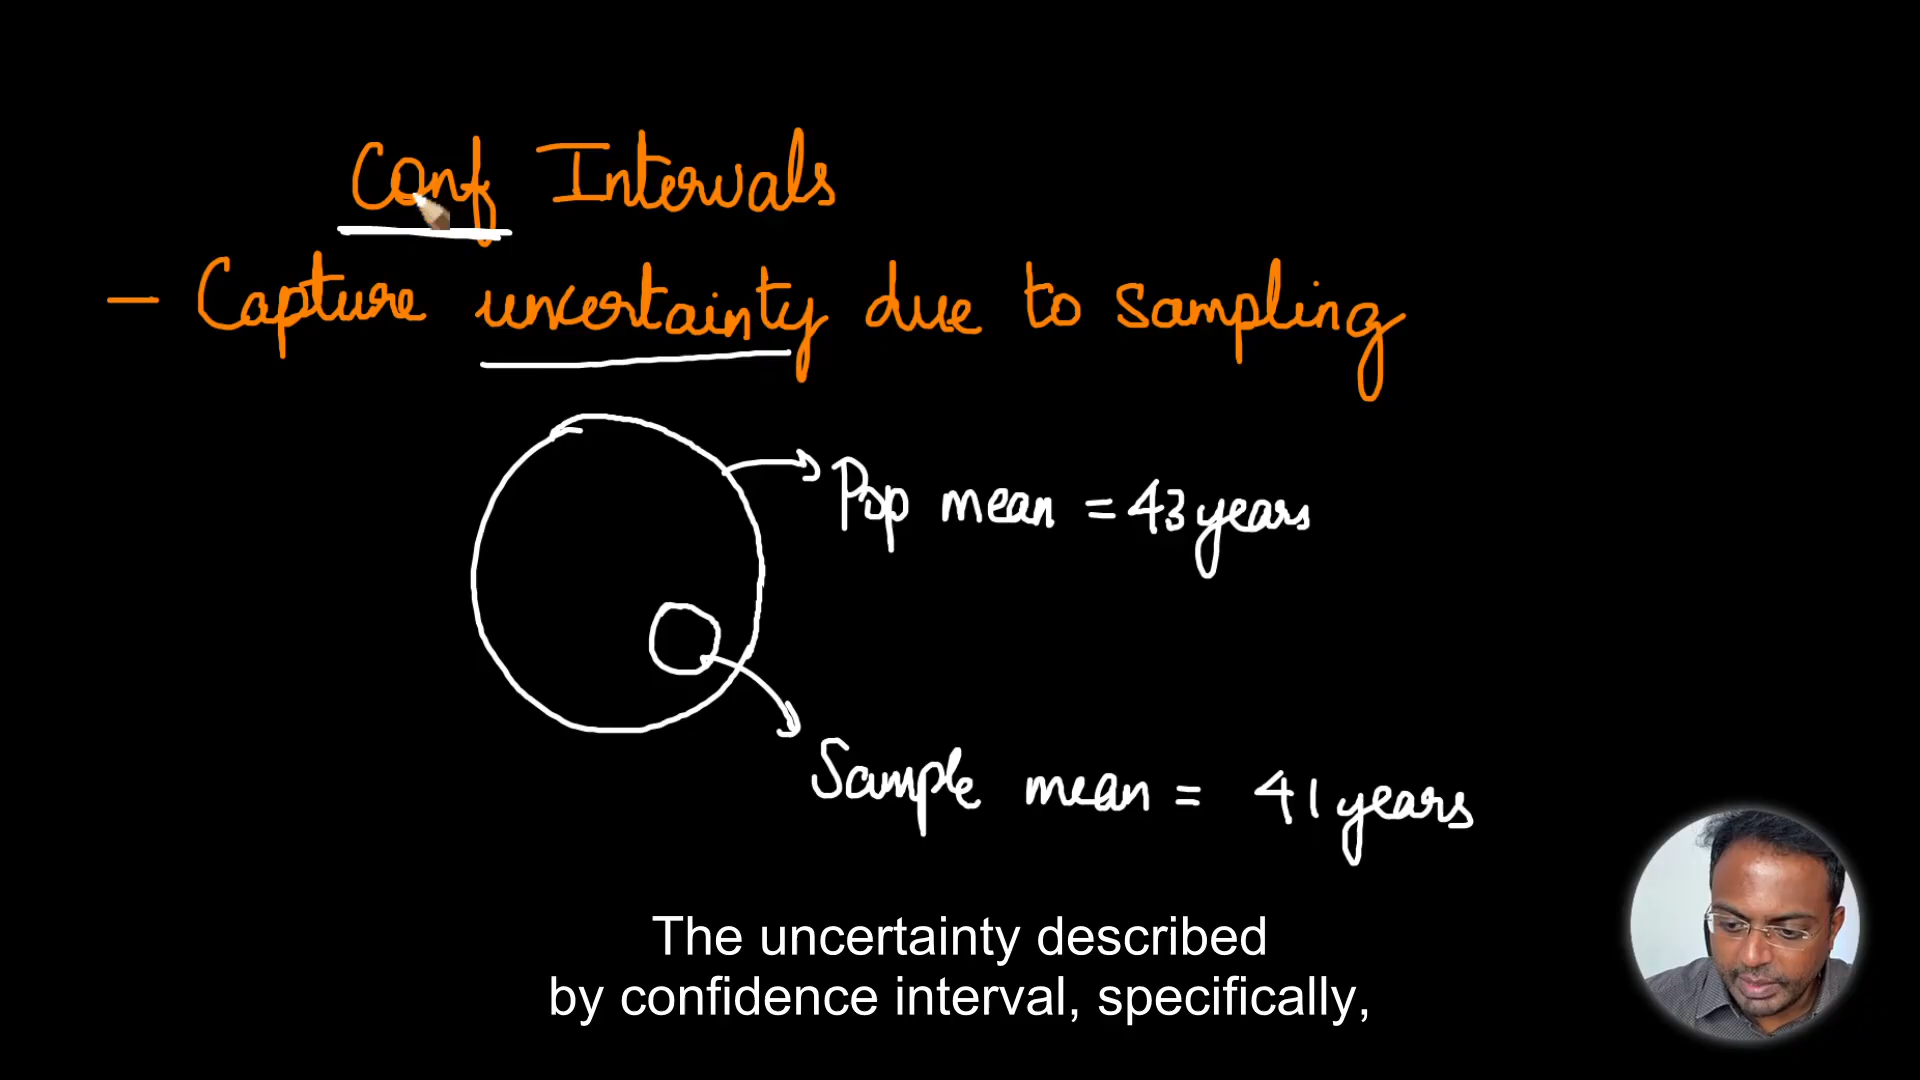 Conf Intervals
- Capture uncertainty due to sampling
Pop mean = 43 years
Sample mean = 41 years
The uncertainty described
by confidence interval, specifically,